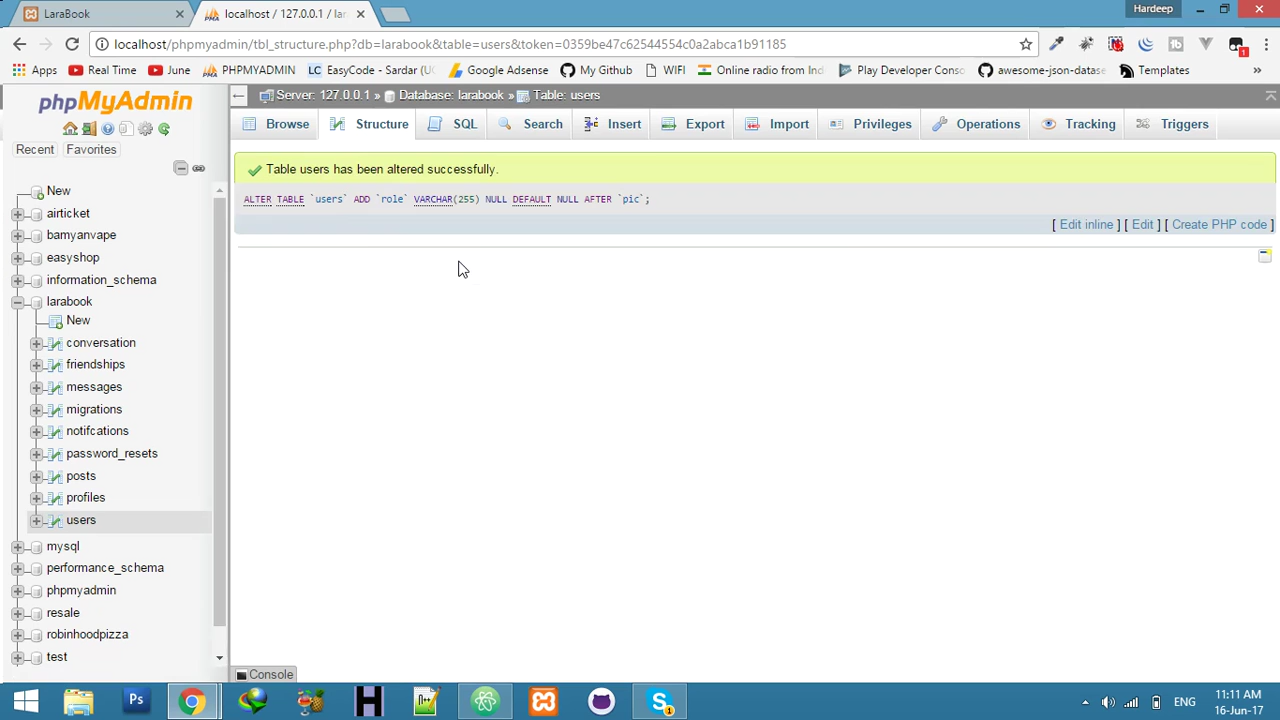 LaraBook
localhost / 127.0.0.1 / lar
Hardeep
localhost/phpmyadmin/tbl_structure.php?db=larabook&table=users&token=0359be47c62544554c0a2abca1b91185
Apps
Real Time
June
PHPMYADMIN
EasyCode - Sardar (UC
Google adsense
My Github
WIFI
Online radio from Indi
Play Developer Conso
awesome-json-datase
Templates
»
phpMyAdmin
Recent
Favorites
New
airticket
bamyanvape
easyshop
information_schema
larabook
New
conversation
friendships
messages
migrations
notifcations
password_resets
posts
profiles
users
mysql
performance_schema
phpmyadmin
resale
robinhoodpizza
test
Server: 127.0.0.1 » Database: larabook » Table: users
Browse
Structure
SQL
Search
Insert
Export
Import
Privileges
Operations
Tracking
Triggers
Table users has been altered successfully.
ALTER TABLE `users` ADD `role` VARCHAR(255) NULL DEFAULT NULL AFTER `pic`;
[ Edit inline ] [ Edit ] [ Create PHP code ]
Console
ENG
11:11 AM
16-Jun-17